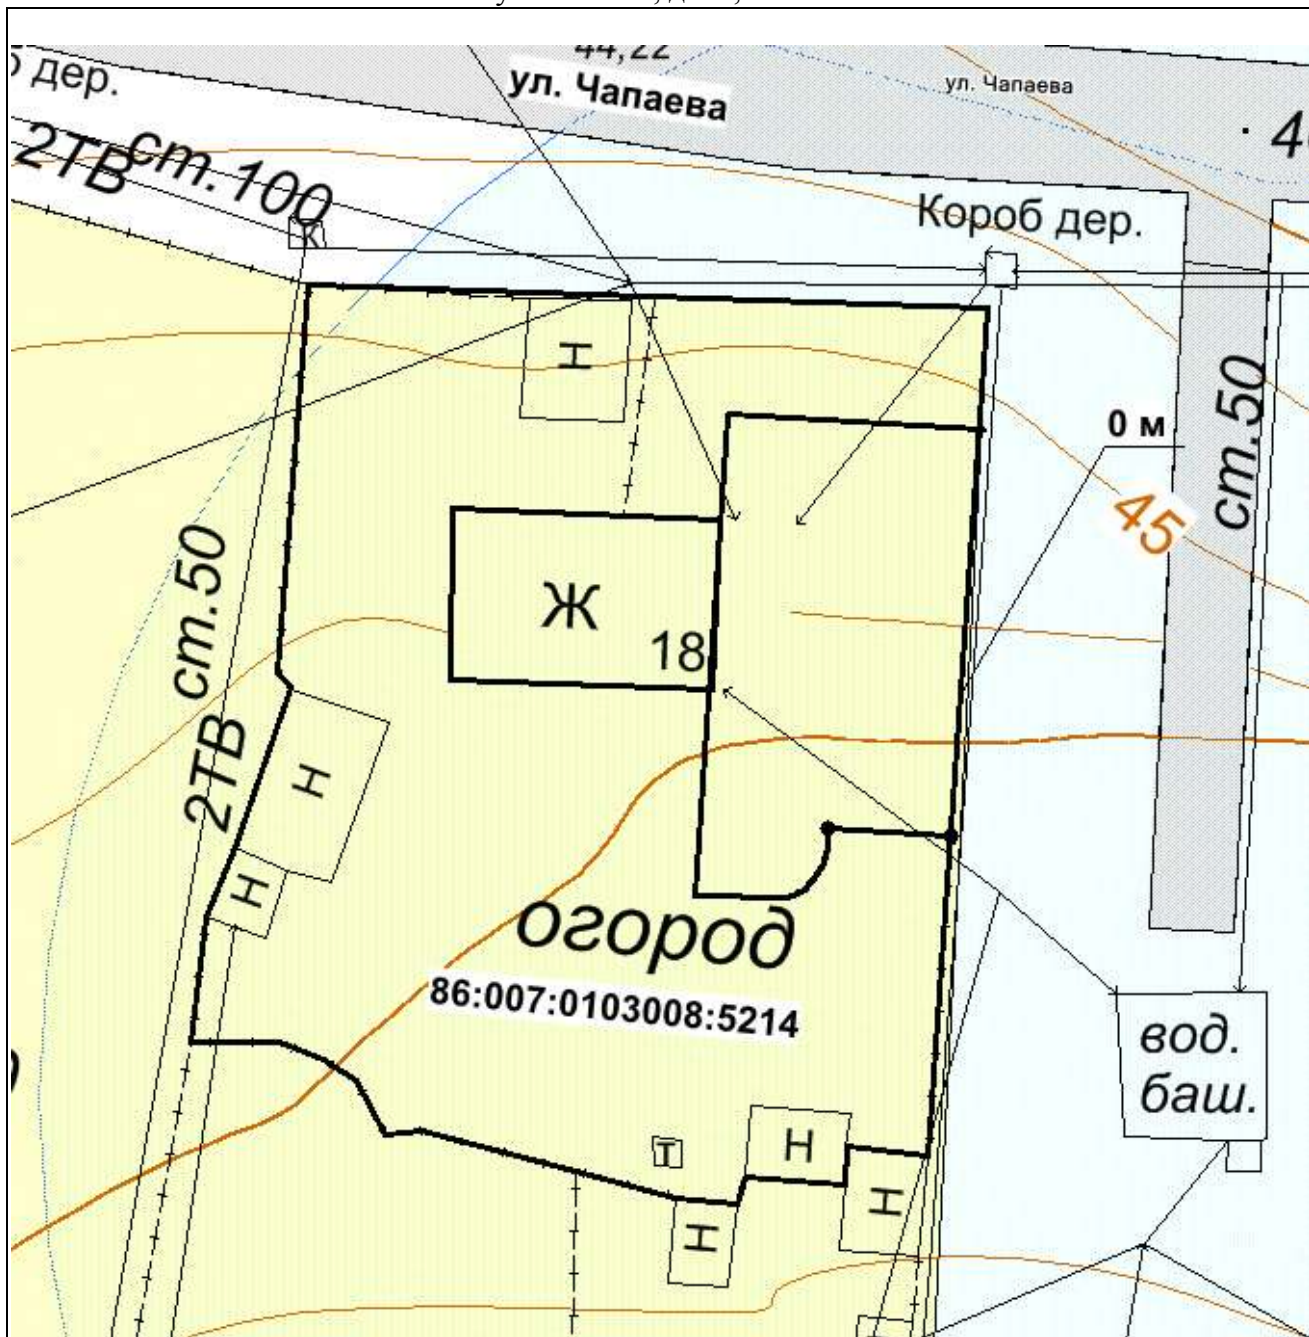 44,22
ул. Чапаева
ул. Чапаева
дер.
2ТВ
ст.100
К
Короб дер.
Н
0 м
ст.50
45
ст.50
Ж
18
2ТВ
Н
Н
огород
86:007:0103008:5214
вод.
баш.
Н
Т
Н
Н
Н